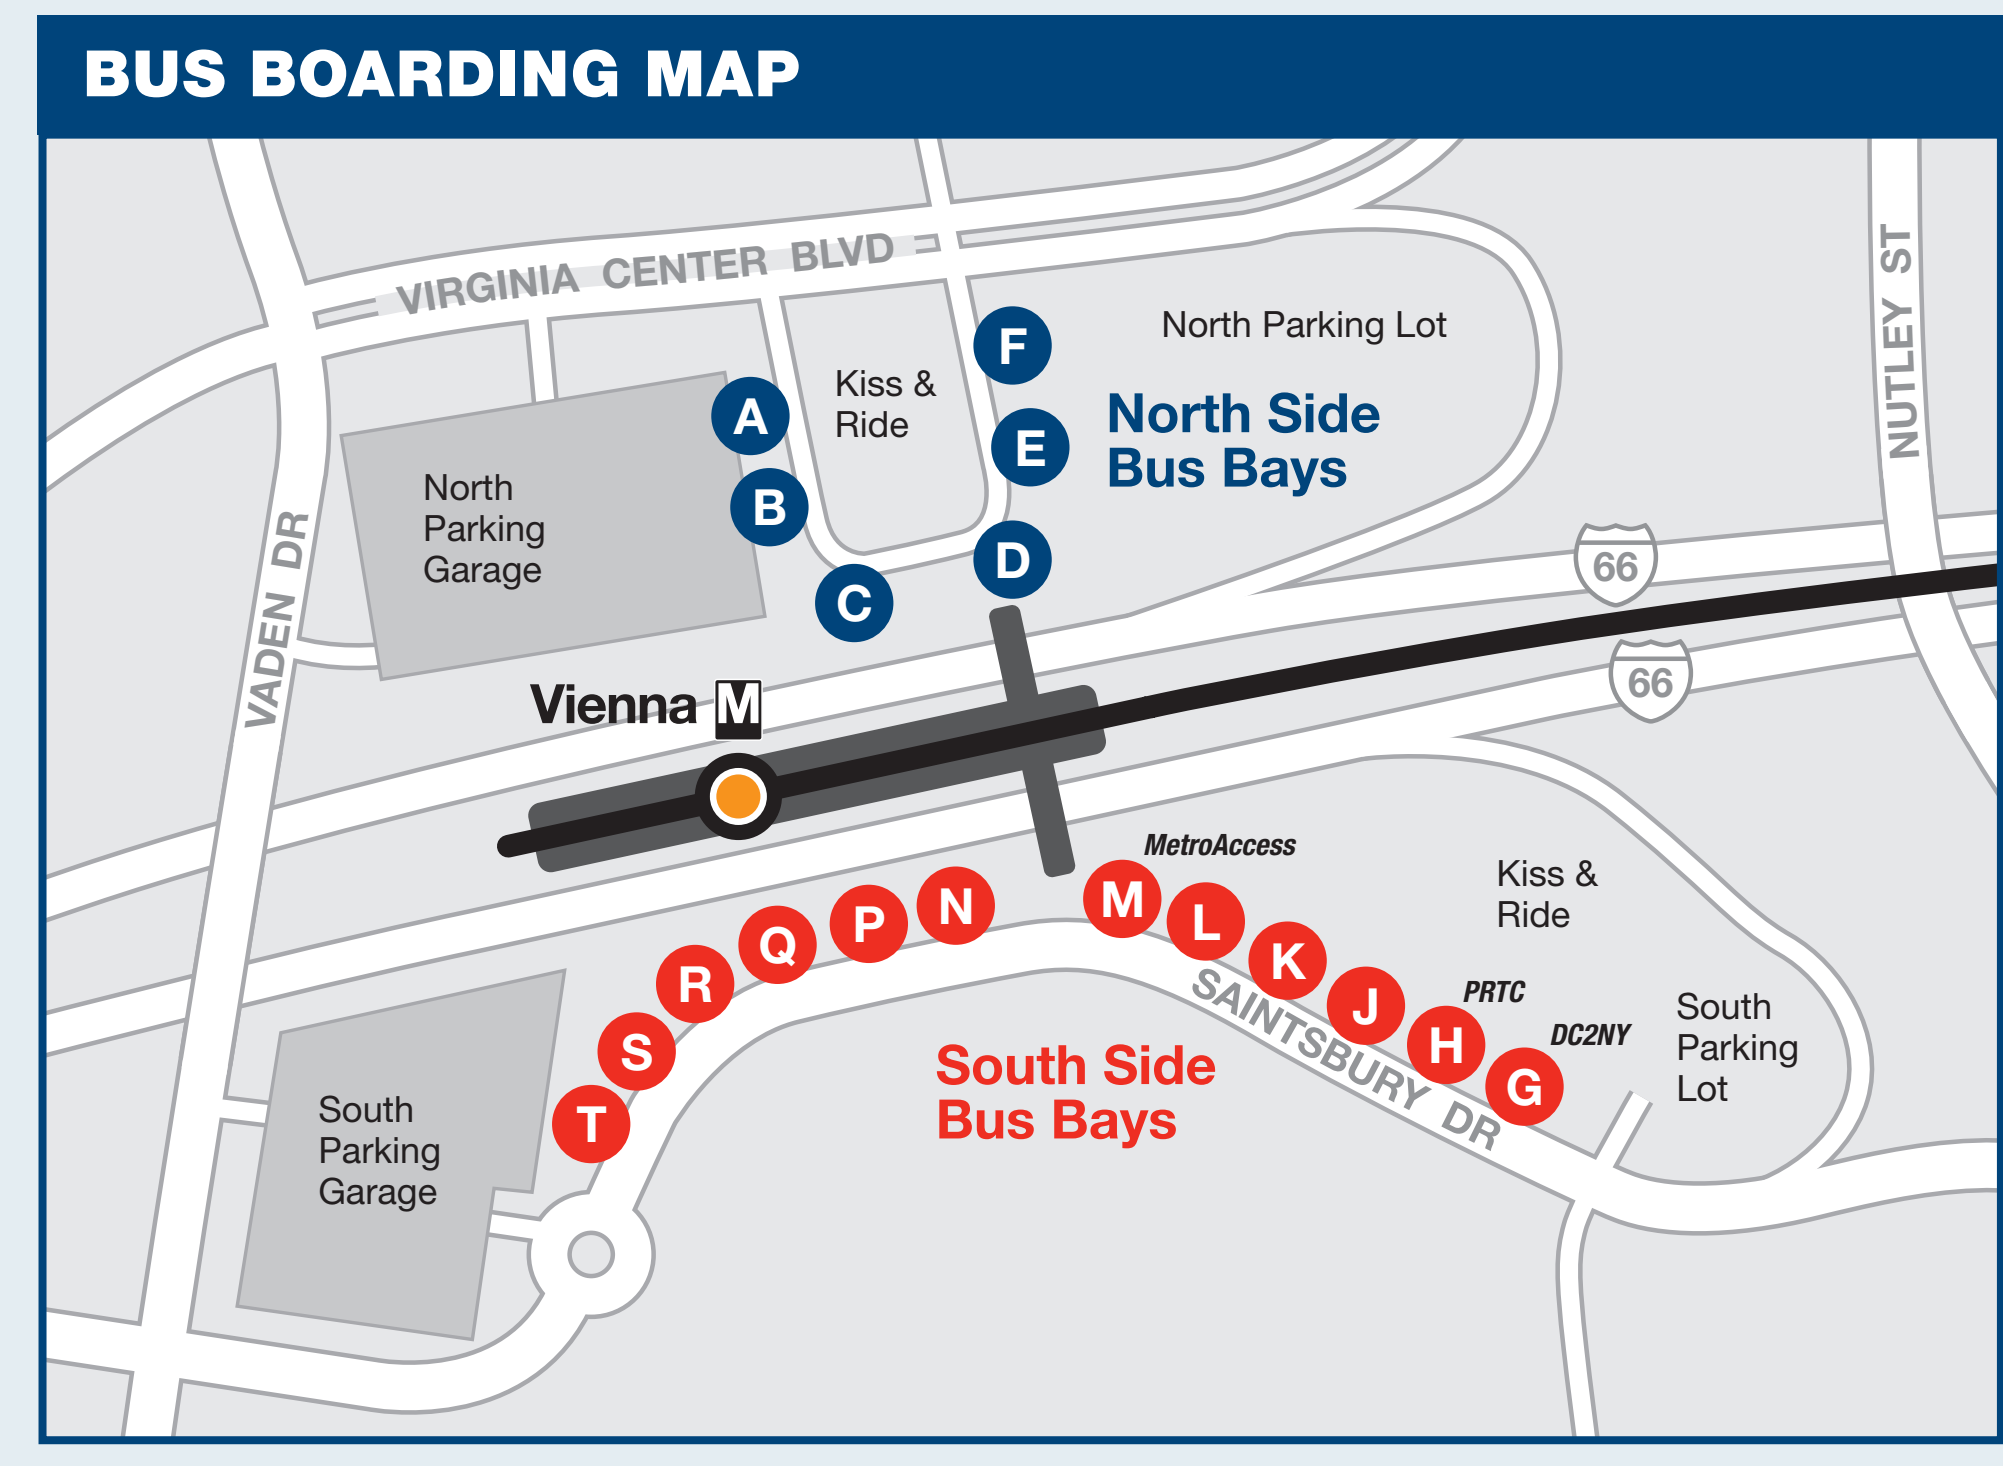 BUS BOARDING MAP
VIRGINIA CENTER BLVD
NUTLEY ST
North Parking Lot
F
Kiss &
Ride
A
North Side
Bus Bays
E
North
Parking
Garage
B
VADEN DR
D
66
C
66
Vienna M
MetroAccess
M
N
L
P
Q
K
Kiss &
Ride
R
SAINTSBURY DR
J
PRTC
H
DC2NY
G
South
Parking
Lot
S
T
South Side
Bus Bays
South
Parking
Garage